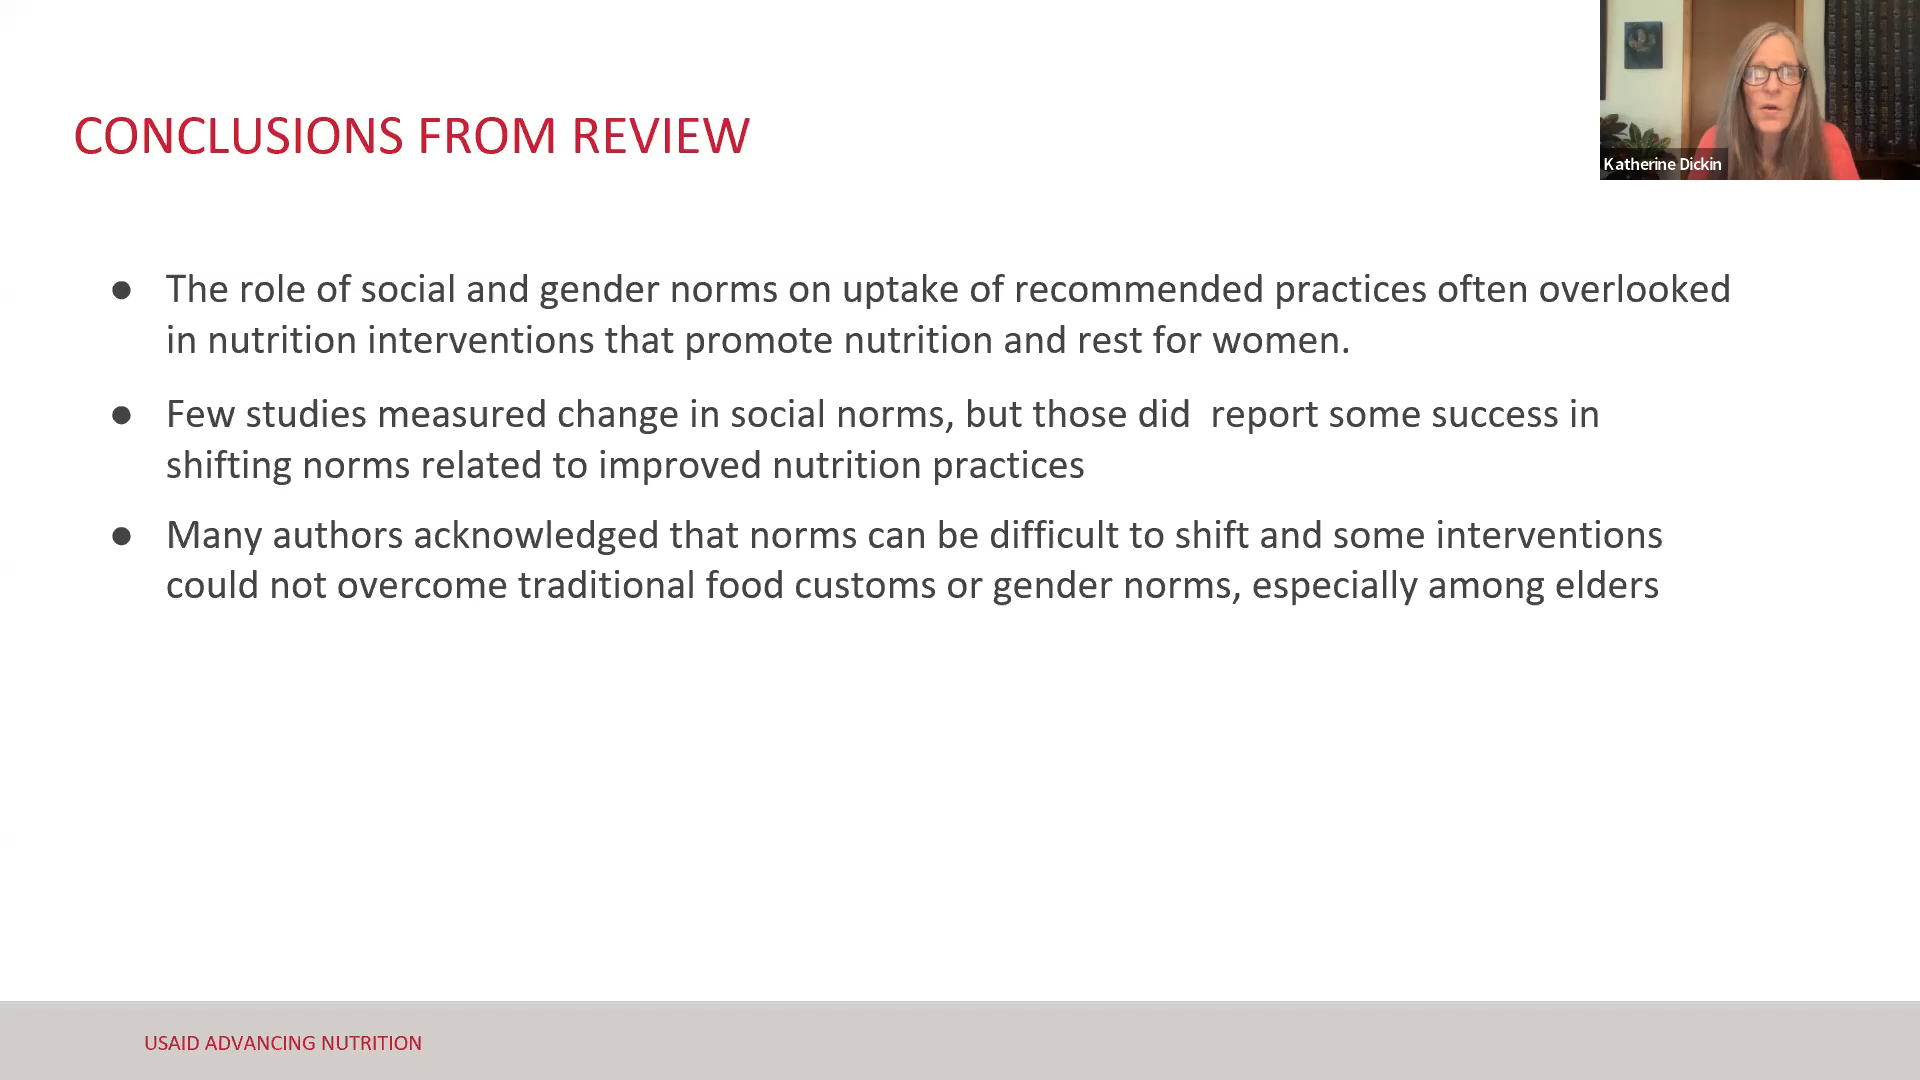 CONCLUSIONS FROM REVIEW
Katherine Dickin
● The role of social and gender norms on uptake of recommended practices often overlooked
in nutrition interventions that promote nutrition and rest for women.
● Few studies measured change in social norms, but those did  report some success in
shifting norms related to improved nutrition practices
● Many authors acknowledged that norms can be difficult to shift and some interventions
could not overcome traditional food customs or gender norms, especially among elders
USAID ADVANCING NUTRITION